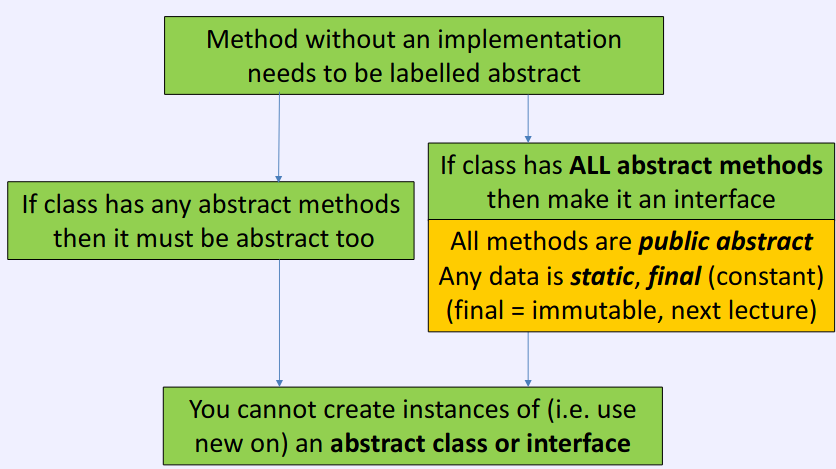 Method without an implementation
needs to be labelled abstract
If class has any abstract methods
then it must be abstract too
If class has ALL abstract methods
then make it an interface
All methods are public abstract
Any data is static, final (constant)
(final = immutable, next lecture)
You cannot create instances of (i.e. use
new on) an abstract class or interface